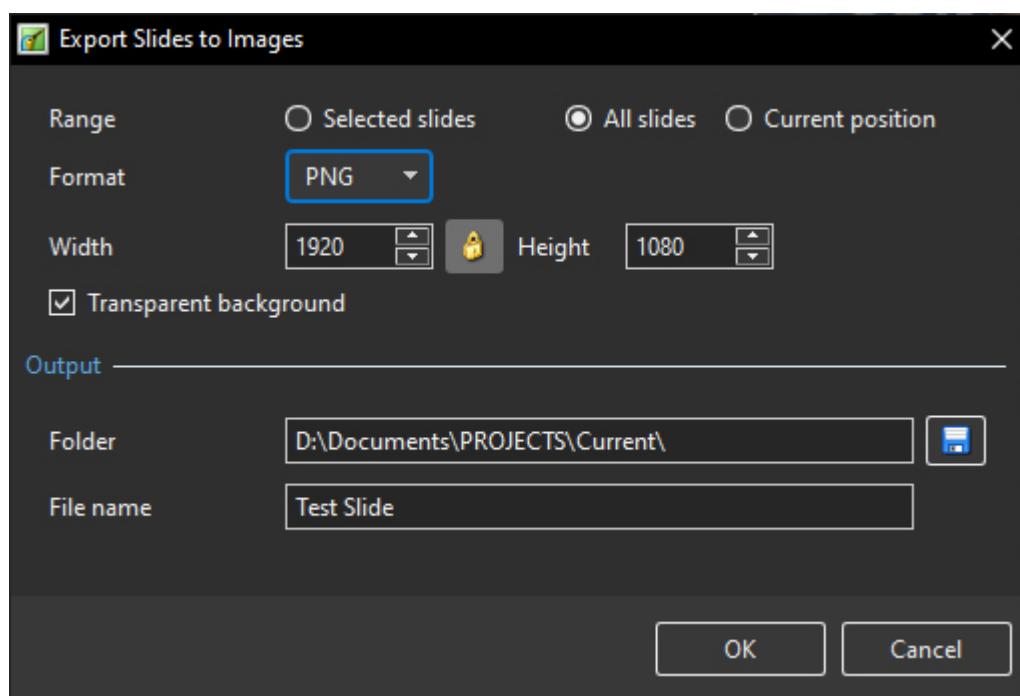 Export Slides to Images
Range Selected slides All slides Current position
Format PNG
Width 1920 Height 1080
Transparent background
Output
Folder D:\Documents\PROJECTS\Current\
File name Test Slide
OK Cancel